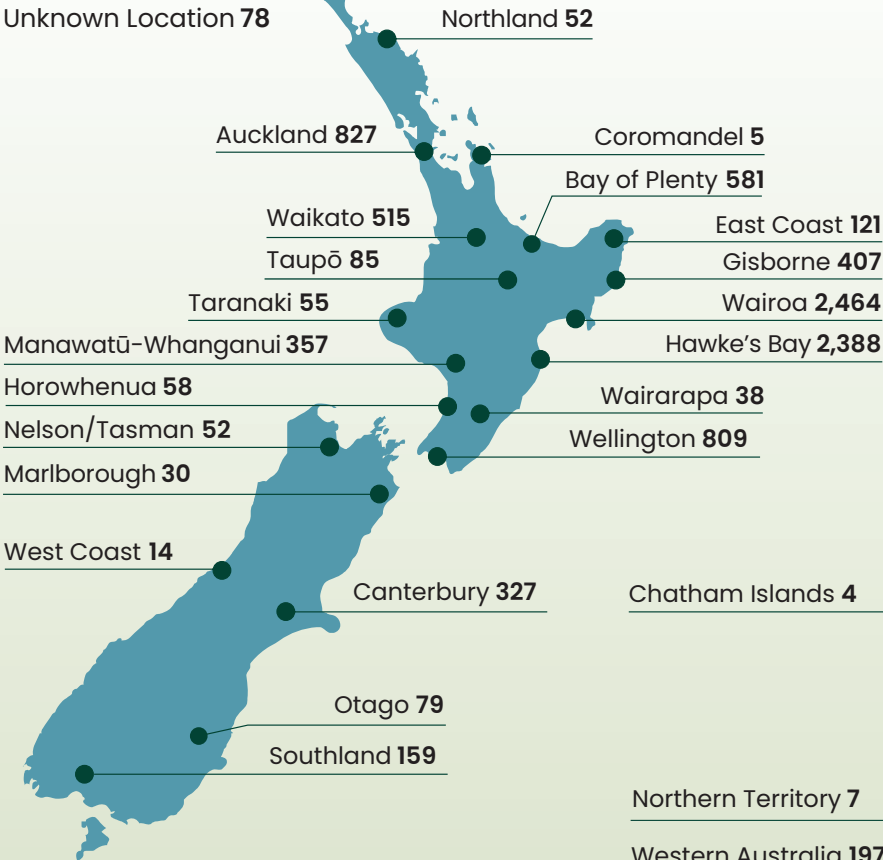 Unknown Location 78
Northland 52
Auckland 827
Coromandel 5
Bay of Plenty 581
Waikato 515
East Coast 121
Taupō 85
Gisborne 407
Taranaki 55
Wairoa 2,464
Manawatū-Whanganui 357
Hawke's Bay 2,388
Horowhenua 58
Wairarapa 38
Nelson/Tasman 52
Wellington 809
Marlborough 30
West Coast 14
Canterbury 327
Chatham Islands 4
Otago 79
Southland 159
Northern Territory 7
Western Australia 197